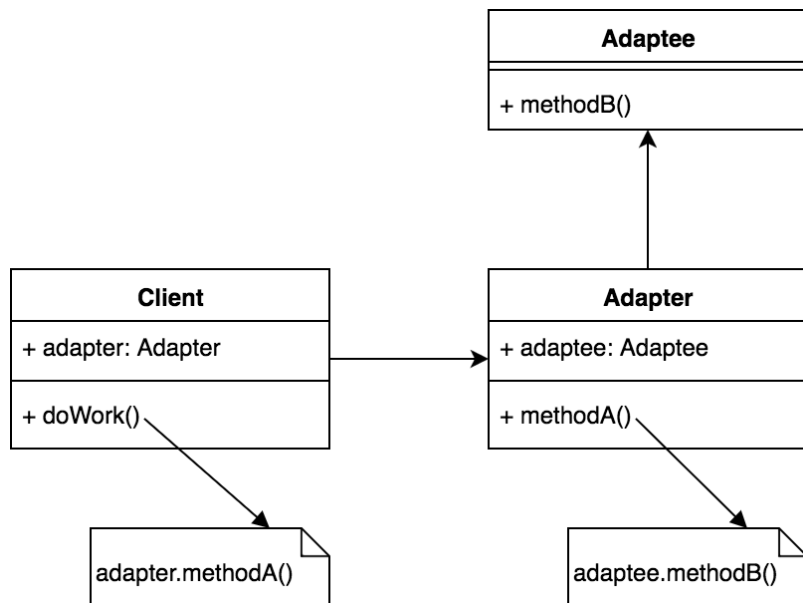 Adaptee
+ methodB()
Client
+ adapter: Adapter
+ doWork()
adapter.methodA()
Adapter
+ adaptee: Adaptee
+ methodA()
adaptee.methodB()